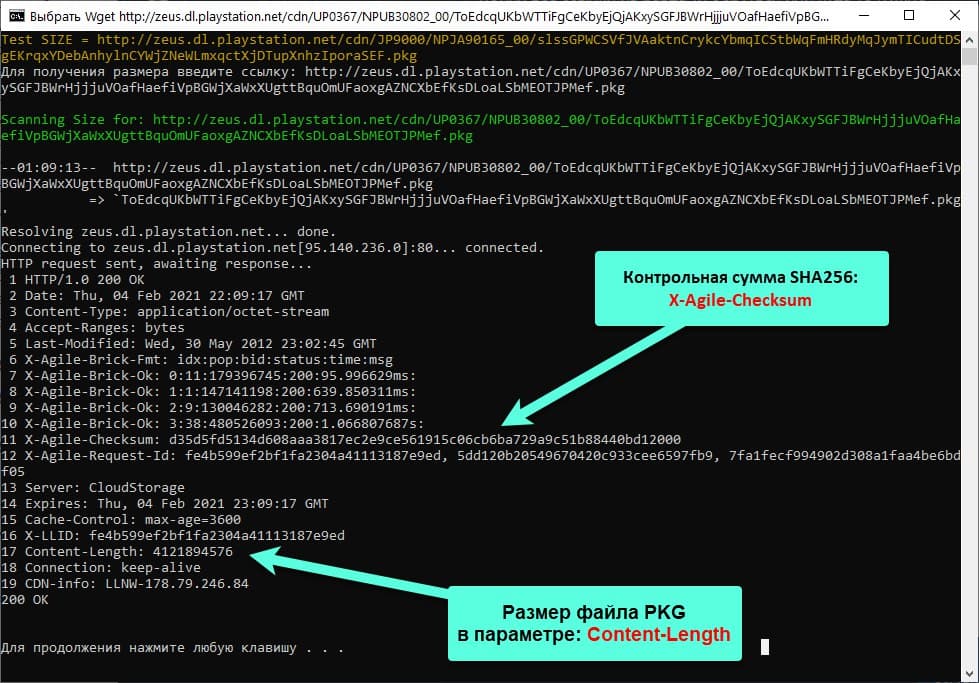 Выбрать Wget http://zeus.dl.playstation.net/cdn/UP0367/NPUB30802_00/ToEdcqUKbWTTiFgCeKbyEjQjAKxySGFJBWrHjjjuVOafHaefiVpBG...
Test SIZE = http://zeus.dl.playstation.net/cdn/JP9000/NPJA90165_00/slssGPWCSVfJVAaktnCrykcYbmqICStbWqFmHRdyMqJymTICudtDS
gEKrqxYDebAnhylnCYWjZNeWLmxqctXjDTupXnhzIporaSEF.pkg
Для получения размера введите ссылку: http://zeus.dl.playstation.net/cdn/UP0367/NPUB30802_00/ToEdcqUKbWTTiFgCeKbyEjQjAKx
ySGFJBWrHjjjuVOafHaefiVpBGWjXaWxXUgttBquOmUFaoxgAZNCXbEfKsDLoaLSbMEOTJPMef.pkg
Scanning Size for: http://zeus.dl.playstation.net/cdn/UP0367/NPUB30802_00/ToEdcqUKbWTTiFgCeKbyEjQjAKxySGFJBWrHjjjuVOafHa
efiVpBGWjXaWxXUgttBquOmUFaoxgAZNCXbEfKsDLoaLSbMEOTJPMef.pkg
--01:09:13--  http://zeus.dl.playstation.net/cdn/UP0367/NPUB30802_00/ToEdcqUKbWTTiFgCeKbyEjQjAKxySGFJBWrHjjjuVOafHaefiVp
BGWjXaWxXUgttBquOmUFaoxgAZNCXbEfKsDLoaLSbMEOTJPMef.pkg
=> `ToEdcqUKbWTTiFgCeKbyEjQjAKxySGFJBWrHjjjuVOafHaefiVpBGWjXaWxXUgttBquOmUFaoxgAZNCXbEfKsDLoaLSbMEOTJPMef.pkg
'
Resolving zeus.dl.playstation.net... done.
Connecting to zeus.dl.playstation.net[95.140.236.0]:80... connected.
HTTP request sent, awaiting response...
1 HTTP/1.0 200 OK
2 Date: Thu, 04 Feb 2021 22:09:17 GMT
3 Content-Type: application/octet-stream
4 Accept-Ranges: bytes
5 Last-Modified: Wed, 30 May 2012 23:02:45 GMT
6 X-Agile-Brick-Fmt: idx:pop:bid:status:time:msg
7 X-Agile-Brick-Ok: 0:11:179396745:200:95.996629ms:
8 X-Agile-Brick-Ok: 1:1:147141198:200:639.850311ms:
9 X-Agile-Brick-Ok: 2:9:130046282:200:713.690191ms:
10 X-Agile-Brick-Ok: 3:38:480526093:200:1.066807687s:
11 X-Agile-Checksum: d35d5fd5134d608aaa3817ec2e9ce561915c06cb6ba729a9c51b88440bd12000
12 X-Agile-Request-Id: fe4b599ef2bf1fa2304a41113187e9ed, 5dd120b20549670420c933cee6597fb9, 7fa1fecf994902d308a1faa4be6bd
f05
13 Server: CloudStorage
14 Expires: Thu, 04 Feb 2021 23:09:17 GMT
15 Cache-Control: max-age=3600
16 X-LLID: fe4b599ef2bf1fa2304a41113187e9ed
17 Content-Length: 4121894576
18 Connection: keep-alive
19 CDN-info: LLNW-178.79.246.84
200 OK
Для продолжения нажмите любую клавишу . . .
Контрольная сумма SHA256:
X-Agile-Checksum
Размер файла PKG
в параметре: Content-Length